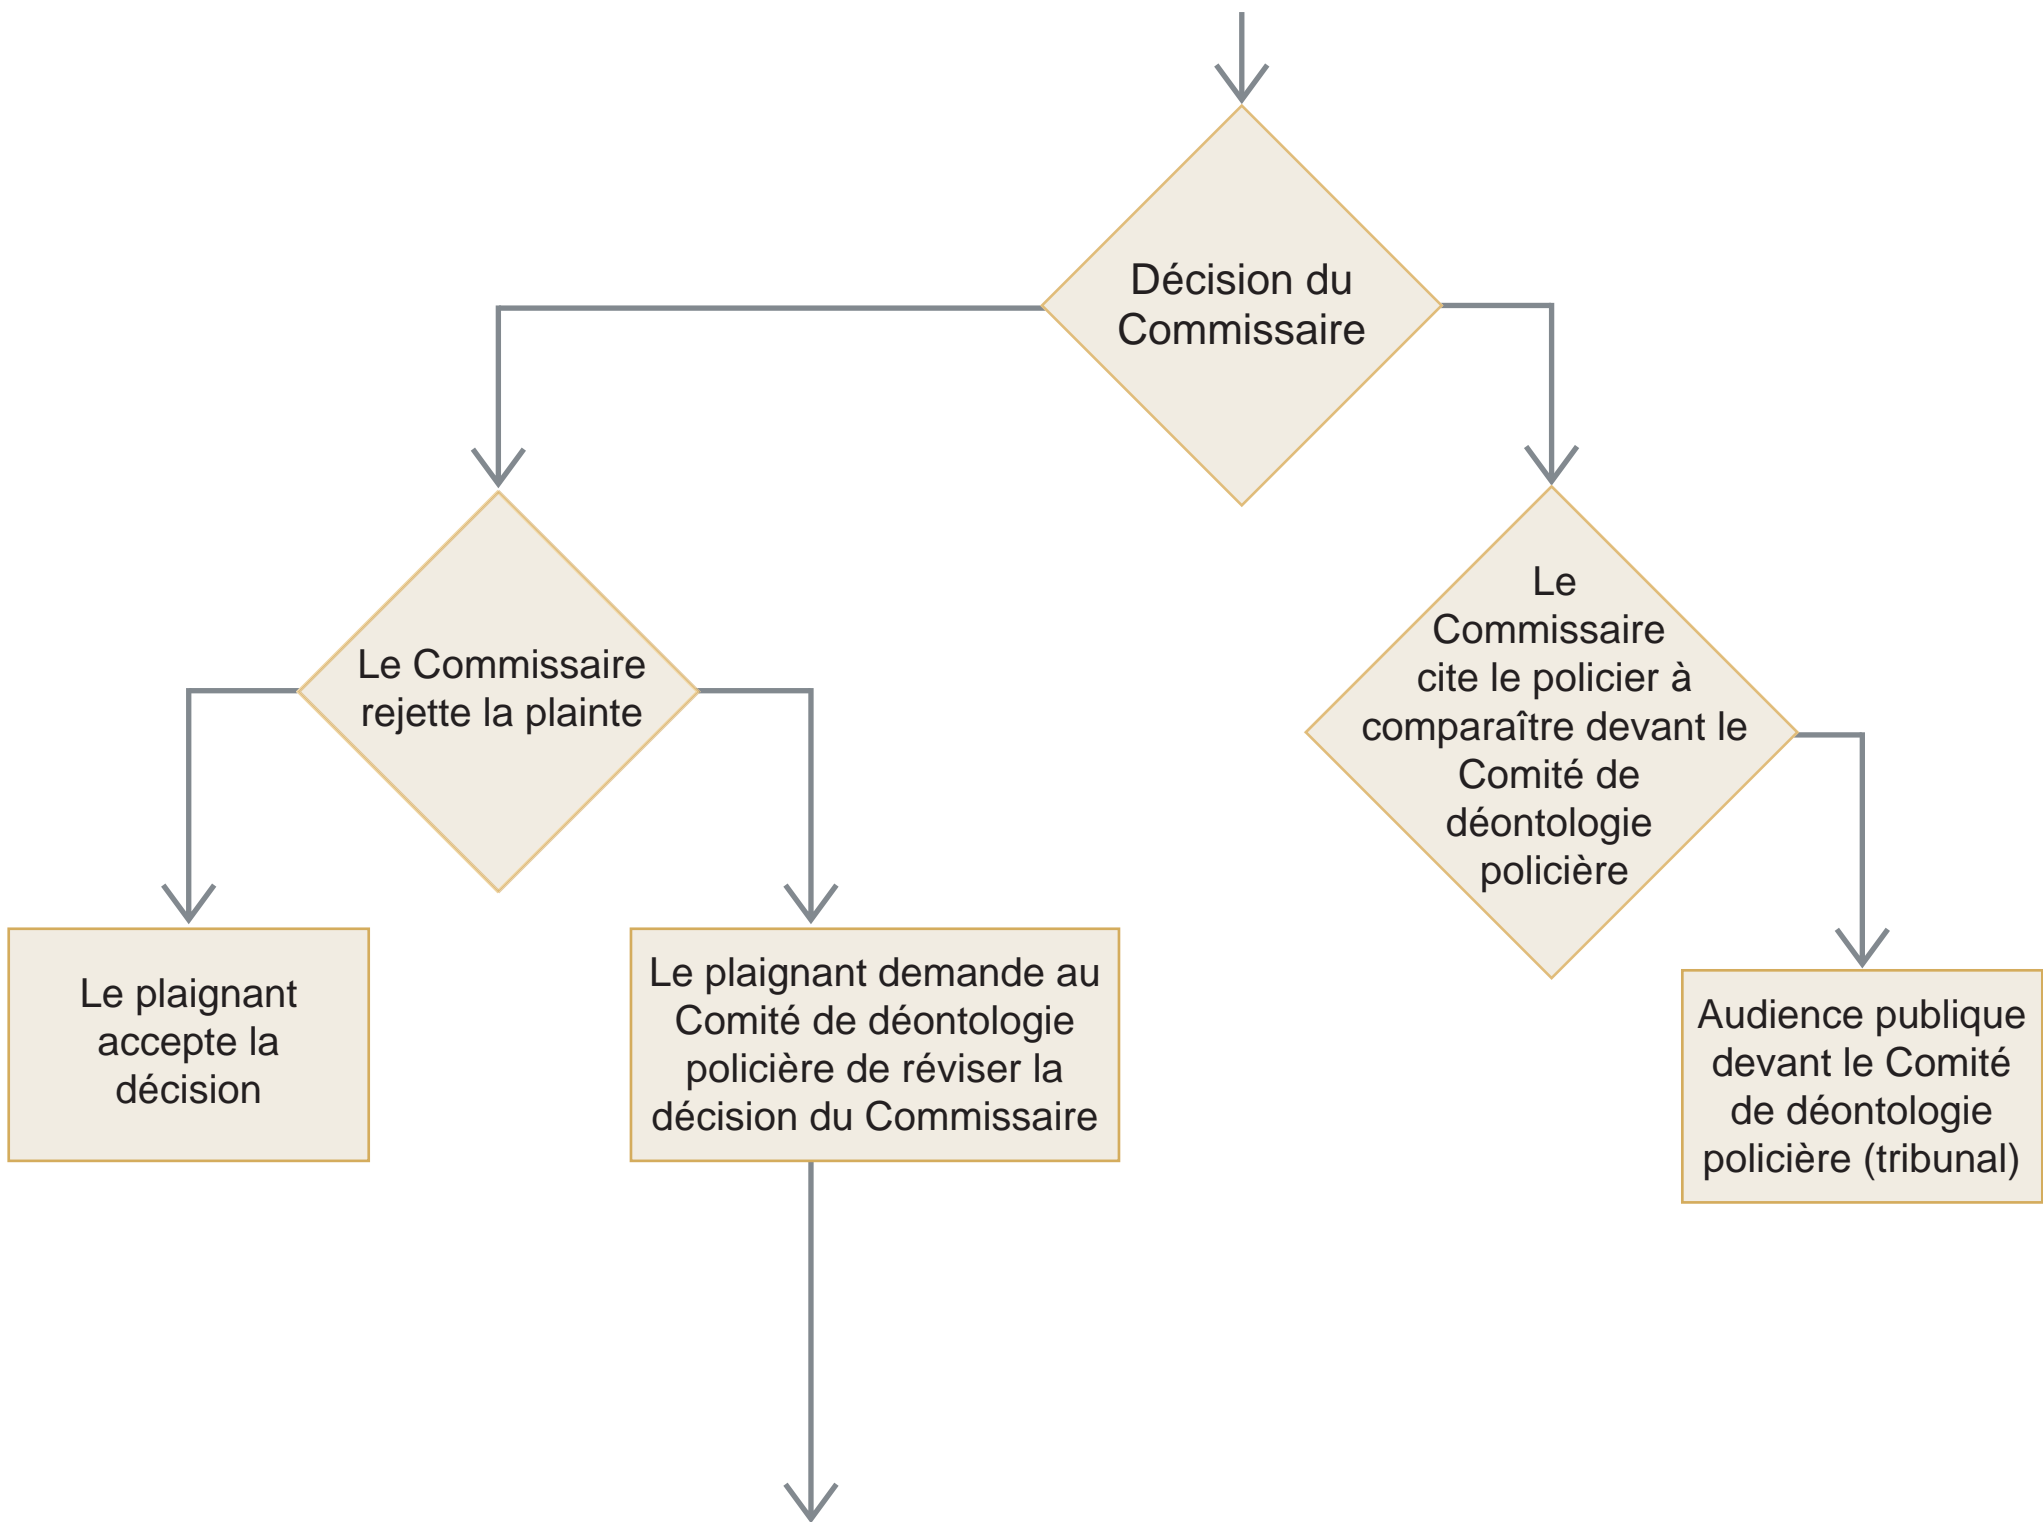 Décision du
Commissaire
Le Commissaire
rejette la plainte
Le
Commissaire
cite le policier à
comparaître devant le
Comité de
déontologie
policière
Le plaignant
accepte la
décision
Le plaignant demande au
Comité de déontologie
policière de réviser la
décision du Commissaire
Audience publique
devant le Comité
de déontologie
policière (tribunal)